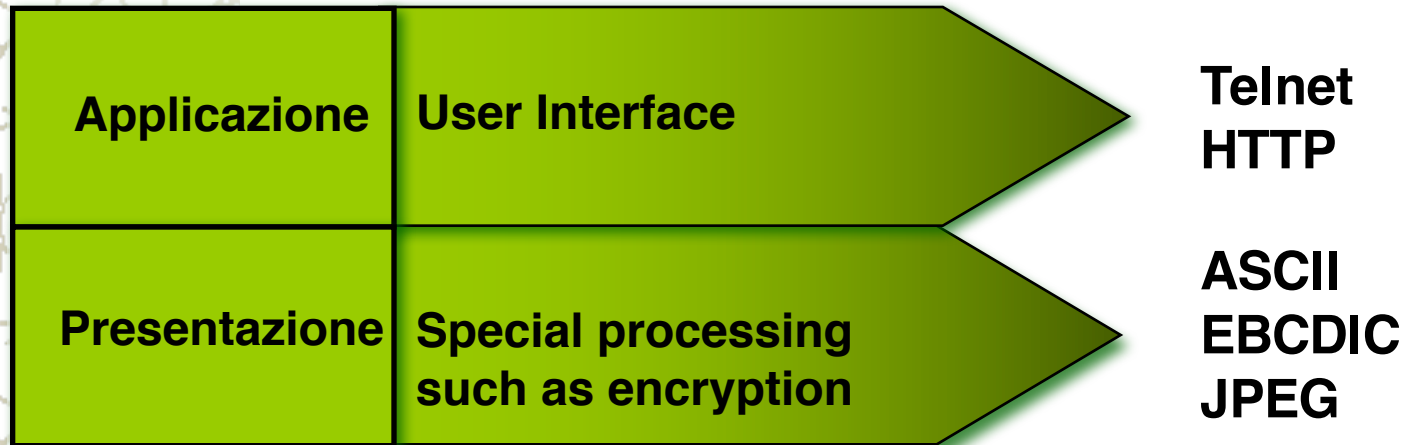 Applicazione
User Interface
Telnet
HTTP
Presentazione
Special processing
such as encryption
ASCII
EBCDIC
JPEG